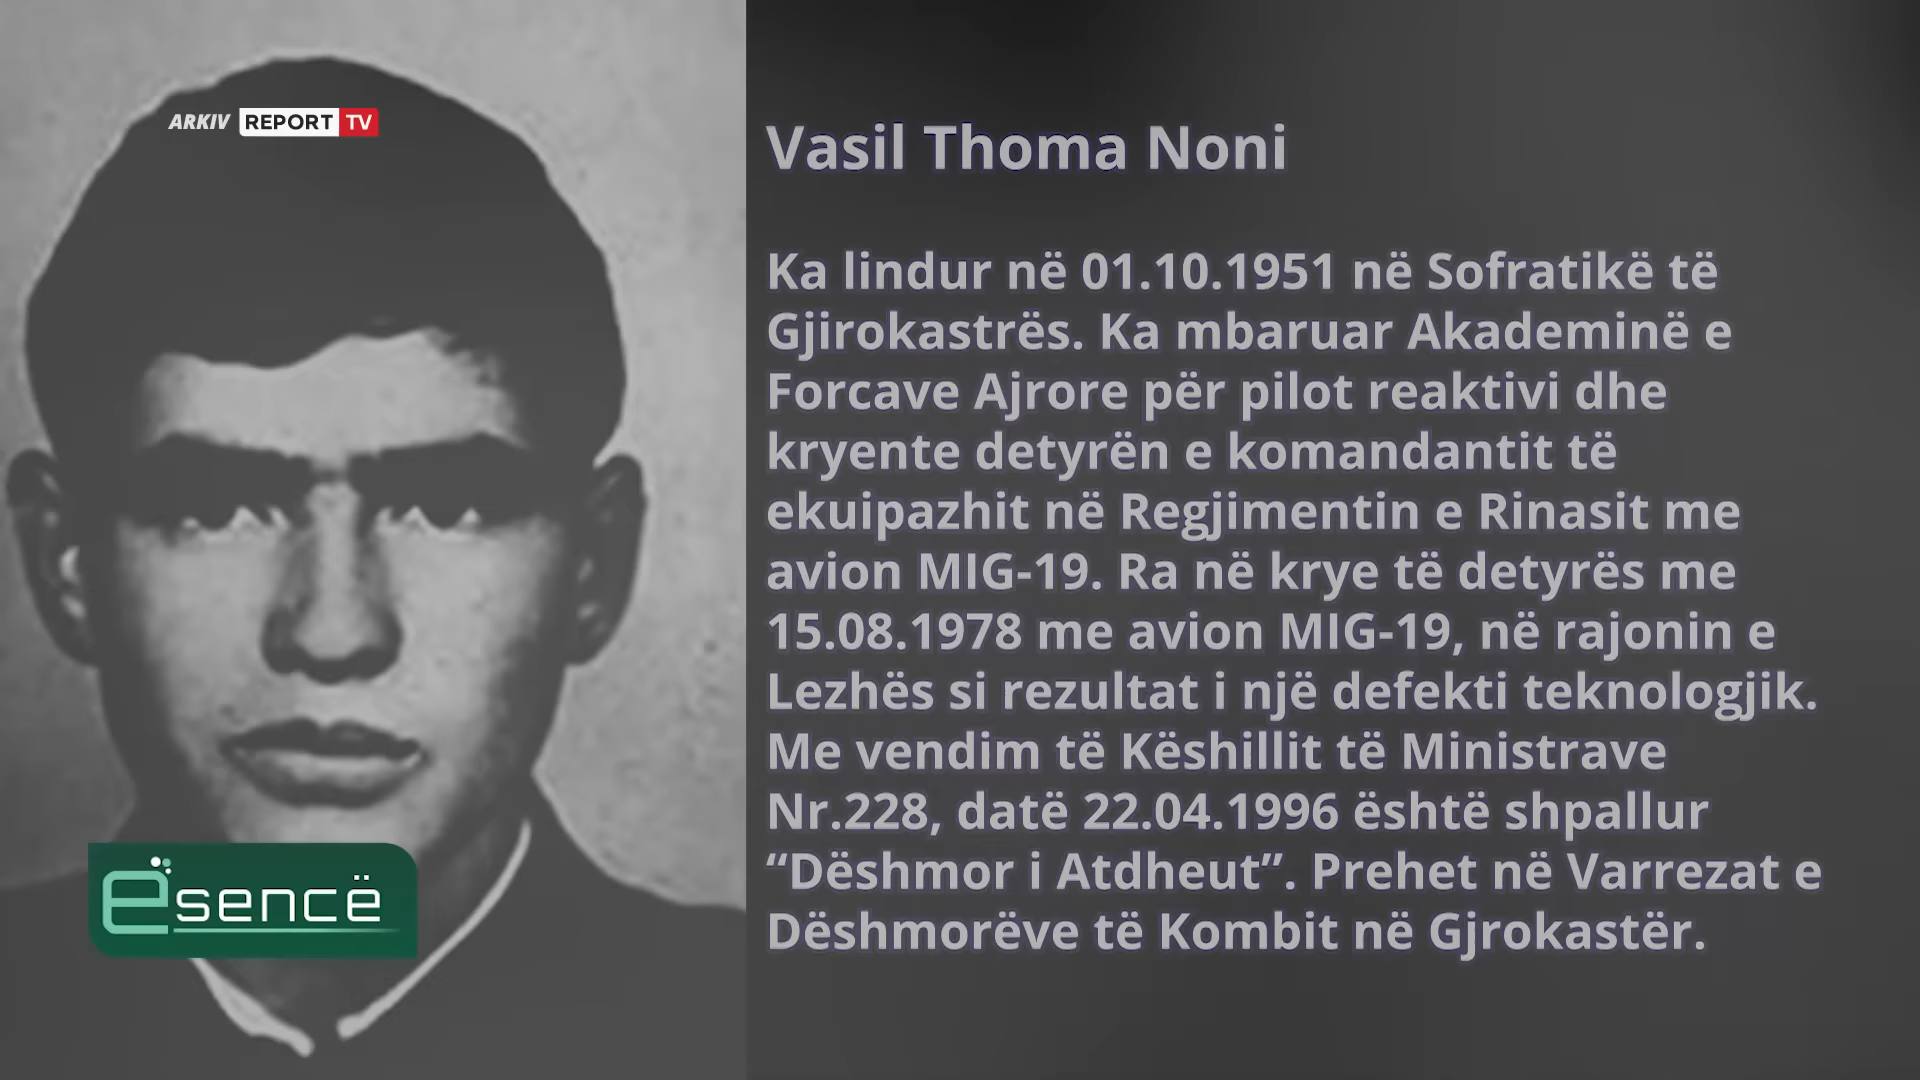 ARKIV REPORT TV
Vasil Thoma Noni
Ka lindur në 01.10.1951 në Sofratikë të
Gjirokastrës. Ka mbaruar Akademinë e
Forcave Ajrore për pilot reaktivi dhe
kryente detyrën e komandantit të
ekuipazhit në Regjimentin e Rinasit me
avion MIG-19. Ra në krye të detyrës me
15.08.1978 me avion MIG-19, në rajonin e
Lezhës si rezultat i një defekti teknologjik.
Me vendim të Këshillit të Ministrave
Nr.228, datë 22.04.1996 është shpallur
“Dëshmor i Atdheut”. Prehet në Varrezat e
Dëshmorëve të Kombit në Gjrokastër.
ësencë